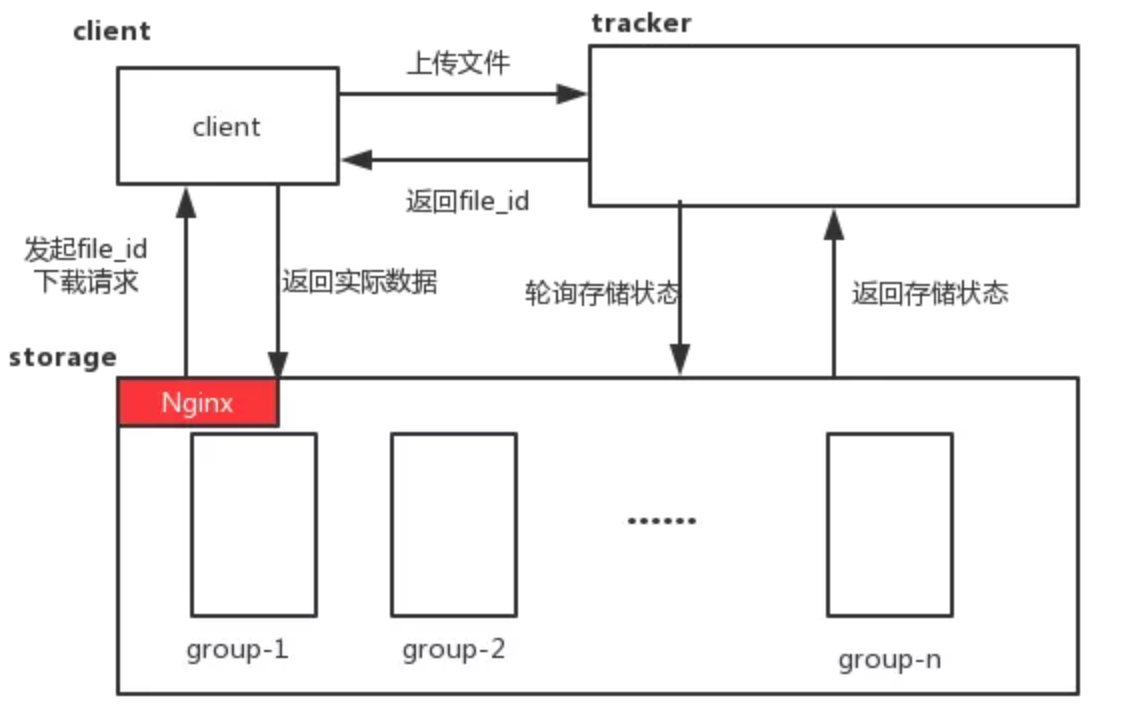 client
tracker
上传文件
client
返回file_id
发起file_id
下载请求
返回实际数据
轮询存储状态
返回存储状态
storage
Nginx
......
group-1
group-2
group-n